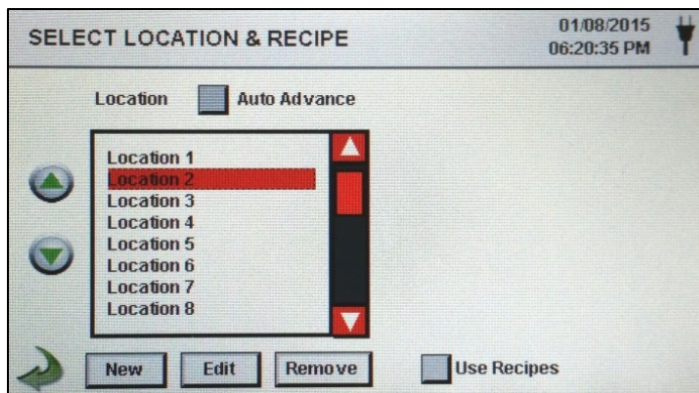 SELECT LOCATION & RECIPE
01/08/2015
06:20:35 PM
Location
Auto Advance
Location 1
Location 2
Location 3
Location 4
Location 5
Location 6
Location 7
Location 8
New
Edit
Remove
Use Recipes